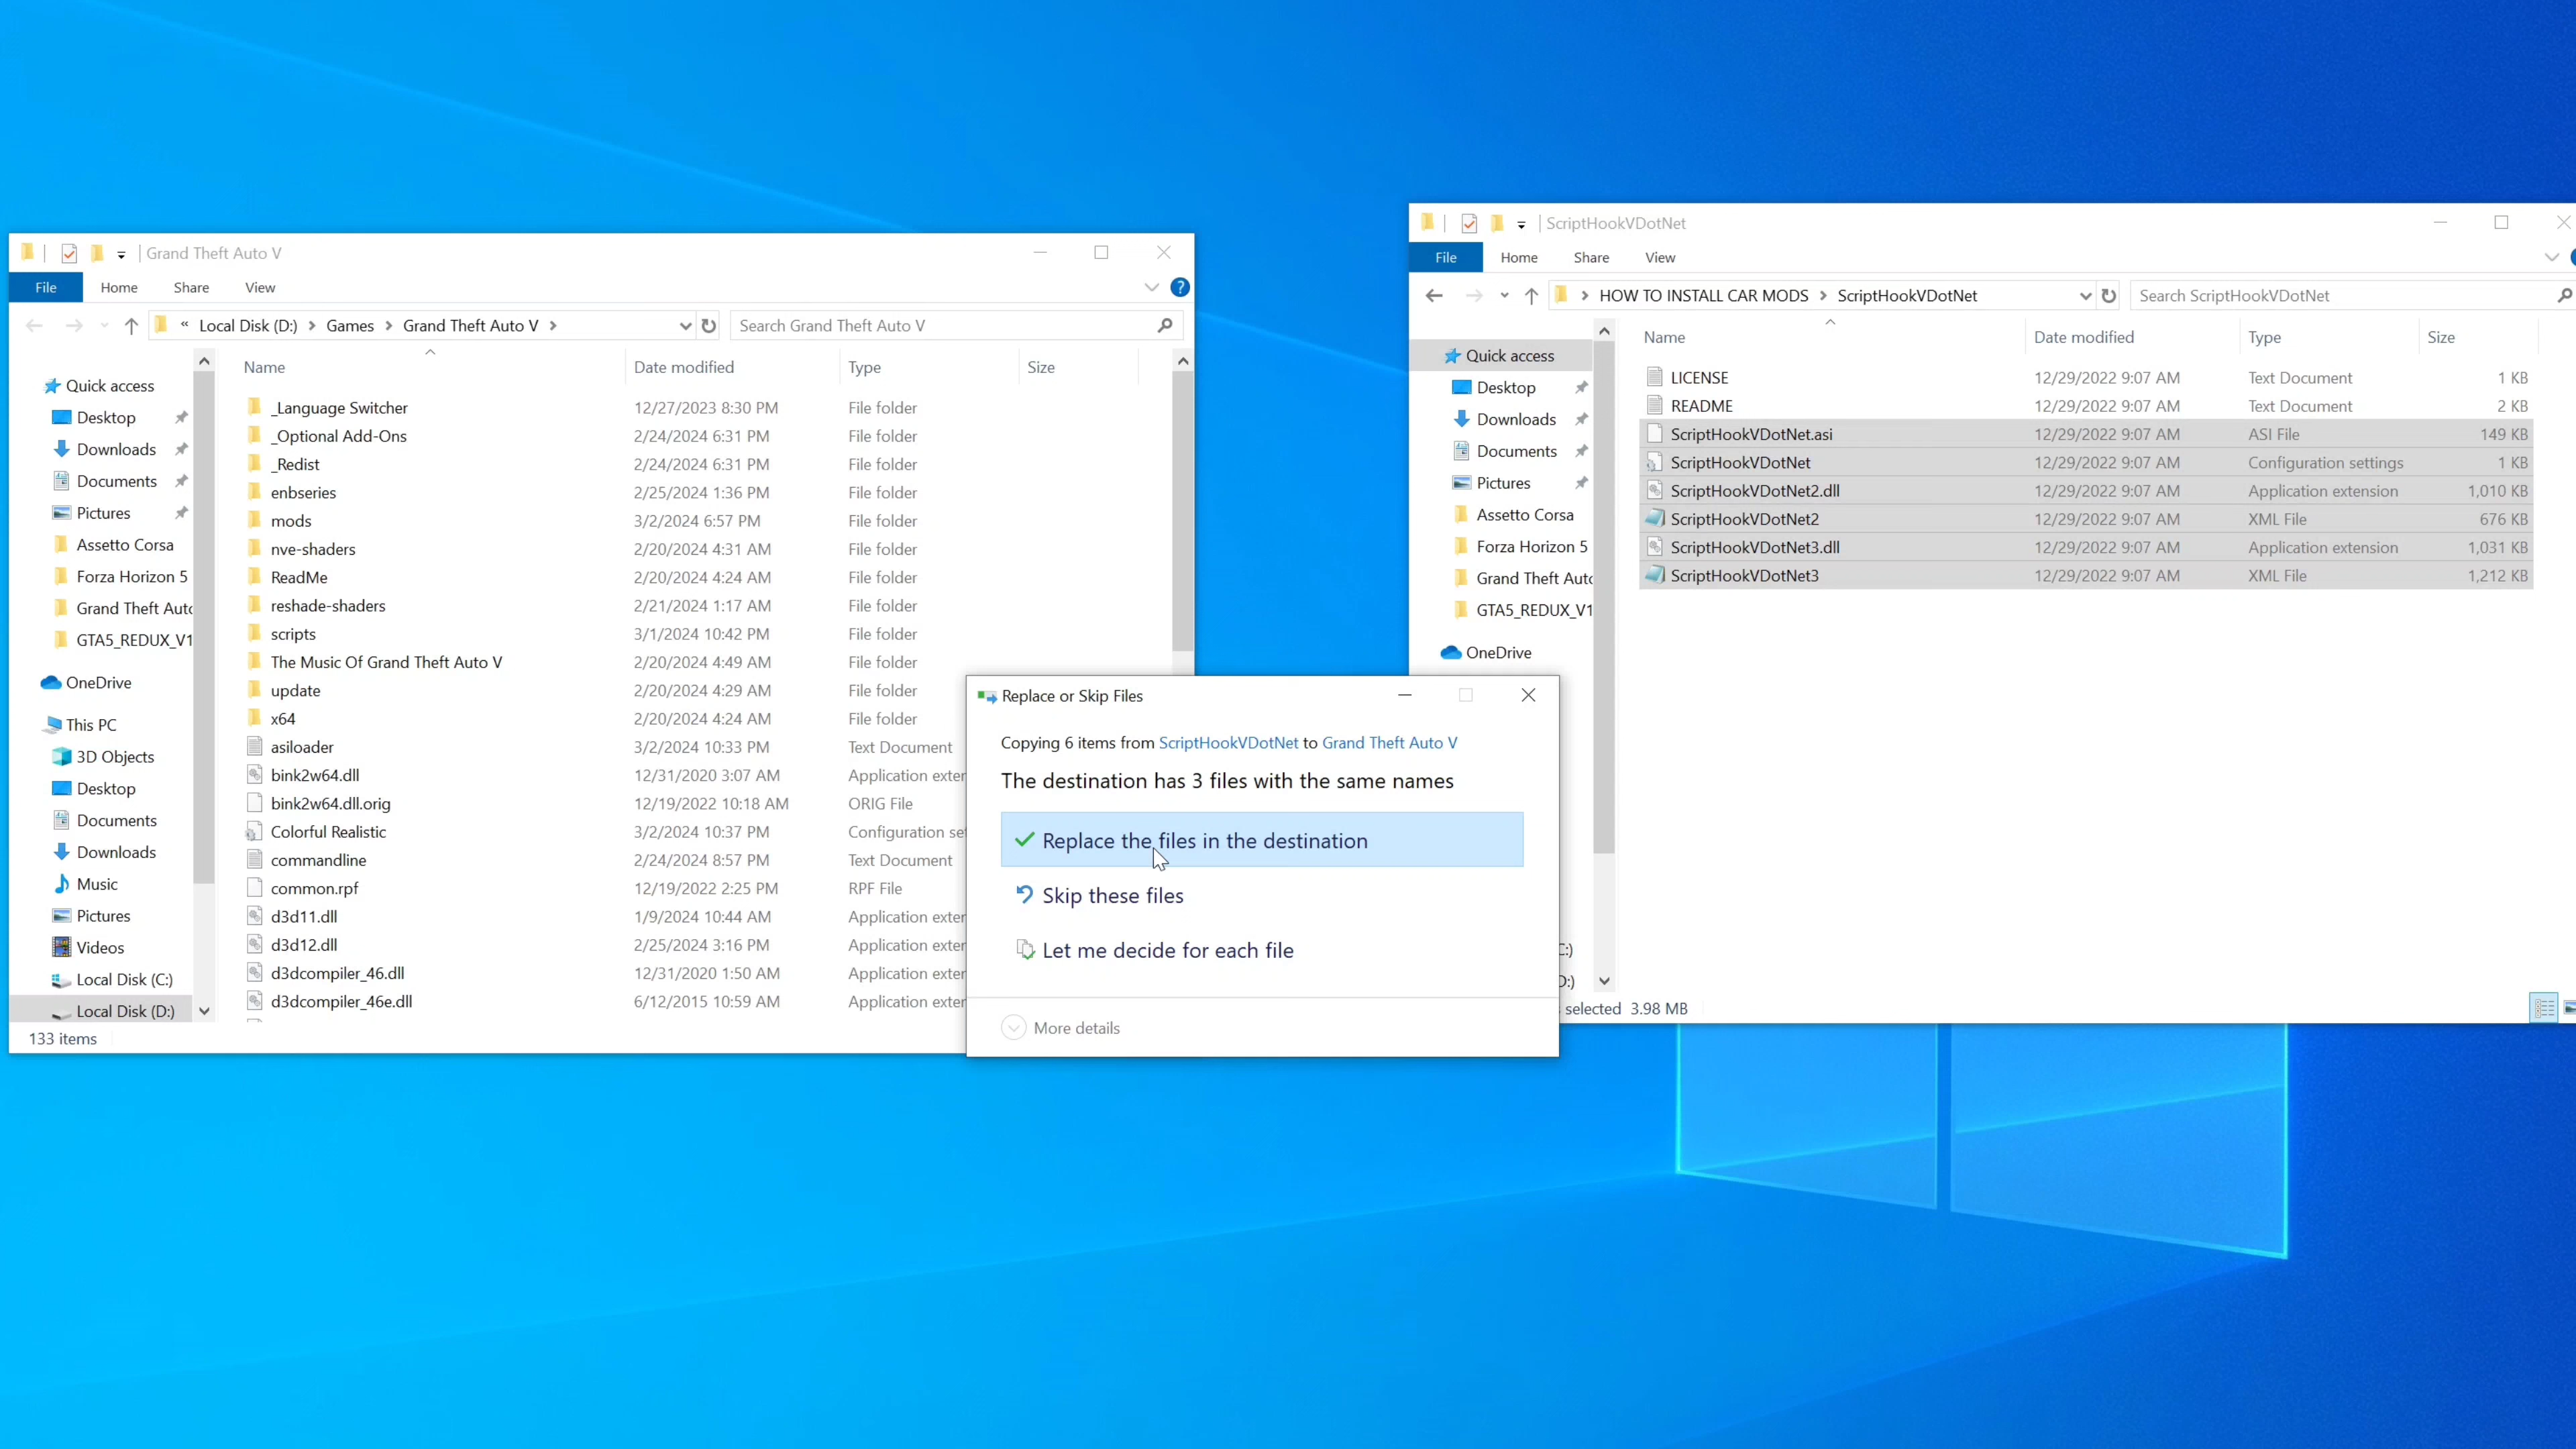 Grand Theft Auto V
File Home Share View
« Local Disk (D:) Games Grand Theft Auto V Search Grand Theft Auto V
Quick access
Desktop
Downloads
Documents
Pictures
Assetto Corsa
Forza Horizon 5
Grand Theft Auto
GTA5_REDUX_V1
OneDrive
This PC
3D Objects
Desktop
Documents
Downloads
Music
Pictures
Videos
Local Disk (C:)
Local Disk (D:)
Name Date modified Type Size
_Language Switcher 12/27/2023 8:30 PM File folder
_Optional Add-Ons 2/24/2024 6:31 PM File folder
_Redist 2/24/2024 6:31 PM File folder
enbseries 2/25/2024 1:36 PM File folder
mods 3/2/2024 6:57 PM File folder
nve-shaders 2/20/2024 4:31 AM File folder
ReadMe 2/20/2024 4:24 AM File folder
reshade-shaders 2/21/2024 1:17 AM File folder
scripts 3/1/2024 10:42 PM File folder
The Music Of Grand Theft Auto V 2/20/2024 4:49 AM File folder
update 2/20/2024 4:29 AM File folder
x64 2/20/2024 4:24 AM File folder
asiloader 3/2/2024 10:33 PM Text Document
bink2w64.dll 12/31/2020 3:07 AM Application exter
bink2w64.dll.orig 12/19/2022 10:18 AM ORIG File
Colorful Realistic 3/2/2024 10:37 PM Configuration set
commandline 2/24/2024 8:57 PM Text Document
common.rpf 12/19/2022 2:25 PM RPF File
d3d11.dll 1/9/2024 10:44 AM Application exter
d3d12.dll 2/25/2024 3:16 PM Application exter
d3dcompiler_46.dll 12/31/2020 1:50 AM Application exter
d3dcompiler_46e.dll 6/12/2015 10:59 AM Application exter
133 items
Replace or Skip Files
Copying 6 items from ScriptHookVDotNet to Grand Theft Auto V
The destination has 3 files with the same names
Replace the files in the destination
Skip these files
Let me decide for each file
More details
ScriptHookVDotNet
File Home Share View
HOW TO INSTALL CAR MODS ScriptHookVDotNet Search ScriptHookVDotNet
Quick access
Desktop
Downloads
Documents
Pictures
Assetto Corsa
Forza Horizon 5
Grand Theft Auto
GTA5_REDUX_V1
OneDrive
C:)
D:)
Name Date modified Type Size
LICENSE 12/29/2022 9:07 AM Text Document 1 KB
README 12/29/2022 9:07 AM Text Document 2 KB
ScriptHookVDotNet.asi 12/29/2022 9:07 AM ASI File 149 KB
ScriptHookVDotNet 12/29/2022 9:07 AM Configuration settings 1 KB
ScriptHookVDotNet2.dll 12/29/2022 9:07 AM Application extension 1,010 KB
ScriptHookVDotNet2 12/29/2022 9:07 AM XML File 676 KB
ScriptHookVDotNet3.dll 12/29/2022 9:07 AM Application extension 1,031 KB
ScriptHookVDotNet3 12/29/2022 9:07 AM XML File 1,212 KB
selected 3.98 MB